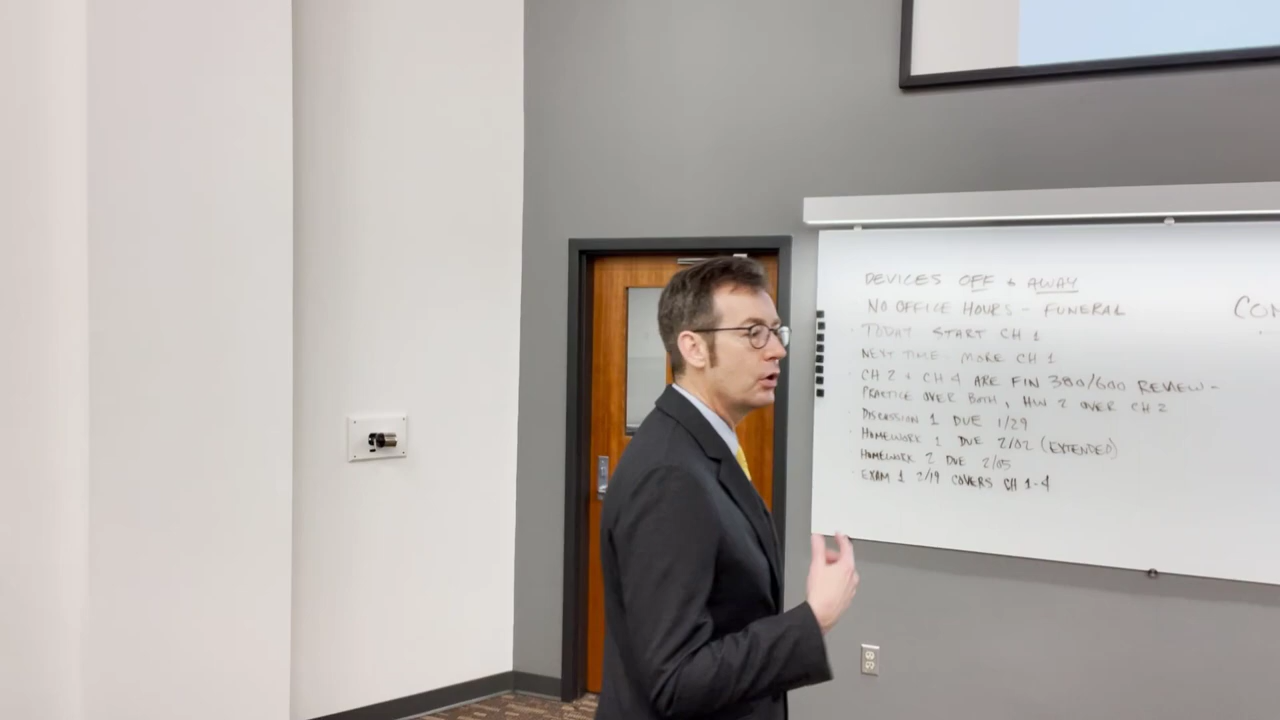 DEVICES OFF & AWAY
NO OFFICE HOURS - FUNERAL
TODAY START CH 1
NEXT TIME MORE CH 1
CH 2 + CH 4 ARE FIN 380/600 REVIEW -
PRACTICE OVER BOTH, HW 2 OVER CH 2
DISCUSSION 1 DUE 1/29
HOMEWORK 1 DUE 2/02 (EXTENDED)
HOMEWORK 2 DUE 2/05
EXAM 1 2/19 COVERS CH 1-4
CON